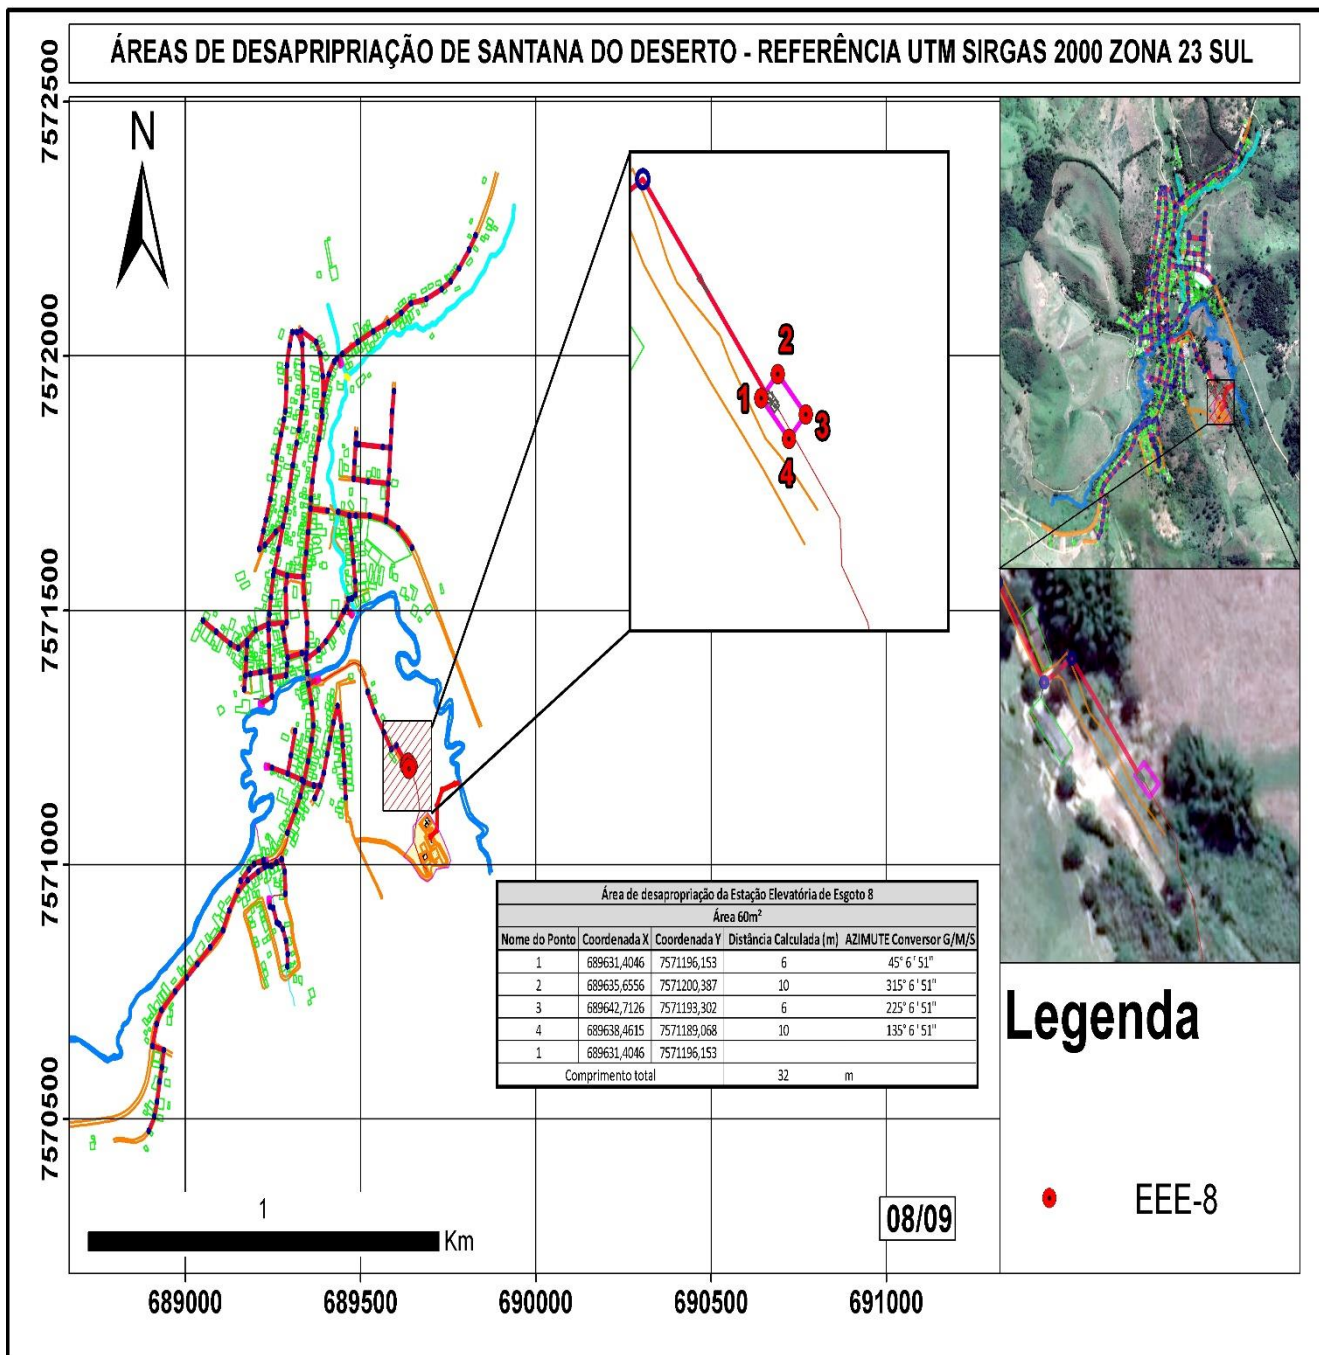 ÁREAS DE DESAPRIPRIAÇÃO DE SANTANA DO DESERTO - REFERÊNCIA UTM SIRGAS 2000 ZONA 23 SUL
7572500
7572000
7571500
7571000
7570500
N
2
1
3
4
Área de desapropriação da Estação Elevatória de Esgoto 8
Área 60m²
Nome do Ponto Coordenada X Coordenada Y Distância Calculada (m) AZIMUTE Conversor G/M/S
1 689631,4046 7571196,153 6 45° 6 ' 51"
2 689635,6556 7571200,387 10 315° 6 ' 51"
3 689642,7126 7571193,302 6 225° 6 ' 51"
4 689638,4615 7571189,068 10 135° 6 ' 51"
1 689631,4046 7571196,153
Comprimento total 32 m
1
Km
08/09
689000 689500 690000 690500 691000
Legenda
EEE-8